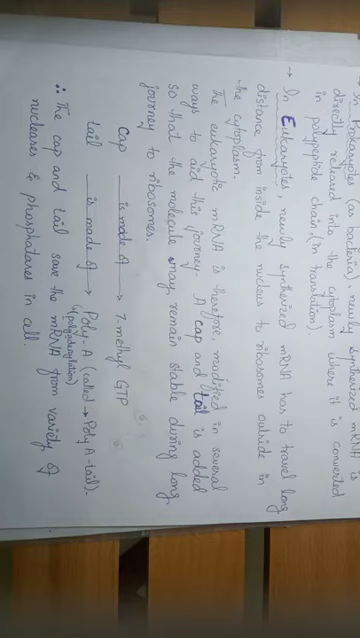 In Prokaryotes (as bacteria), newly synthesized mRNA is
directly released into the cytoplasm where it is converted
in polypeptide chain. (in translation).
→ In Eukaryotes, newly synthesized mRNA has to travel long
distance from inside the nucleus to ribosomes outside in
the cytoplasm.
The eukaryotic mRNA is therefore, modified in several
ways to aid this journey. A cap and tail is added
so that the molecule may remain stable during long
journey to ribosomes.
Cap is made of → 7-methyl GTP
tail is made of → Poly-A (called → Poly A-tail).
(polyadenylation)
∴ The cap and tail save the mRNA from variety of
nucleases & phosphatases in cell.